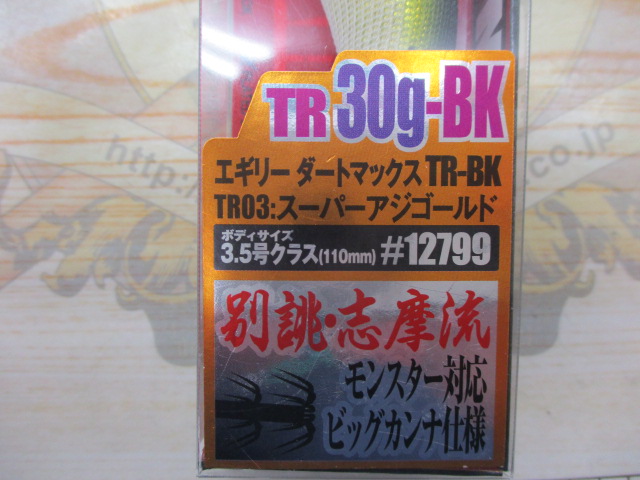 TR 30g-BK
エギリー ダートマックス TR-BK
TR03:スーパーアジゴールド
ボディサイズ
3.5号クラス(110mm) #12799
別誂・志摩流
モンスター対応
ビッグカンナ仕様
http:/
co.jp